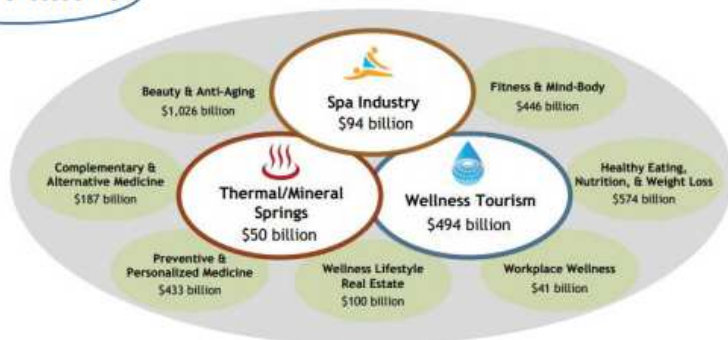 Spa Industry
$94 billion
Beauty & Anti-Aging
$1,026 billion
Fitness & Mind-Body
$446 billion
Complementary &
Alternative Medicine
$187 billion
Thermal/Mineral
Springs
$50 billion
Wellness Tourism
$494 billion
Healthy Eating,
Nutrition, & Weight Loss
$574 billion
Preventive &
Personalized Medicine
$433 billion
Wellness Lifestyle
Real Estate
$100 billion
Workplace Wellness
$41 billion